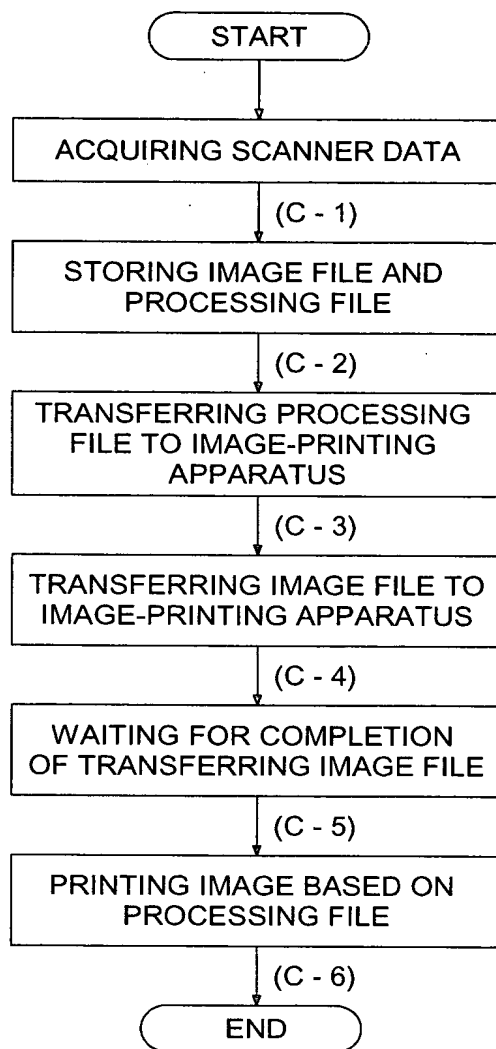 START
ACQUIRING SCANNER DATA
(C - 1)
STORING IMAGE FILE AND
PROCESSING FILE
(C - 2)
TRANSFERRING PROCESSING
FILE TO IMAGE-PRINTING
APPARATUS
(C - 3)
TRANSFERRING IMAGE FILE TO
IMAGE-PRINTING APPARATUS
(C - 4)
WAITING FOR COMPLETION
OF TRANSFERRING IMAGE FILE
(C - 5)
PRINTING IMAGE BASED ON
PROCESSING FILE
(C - 6)
END